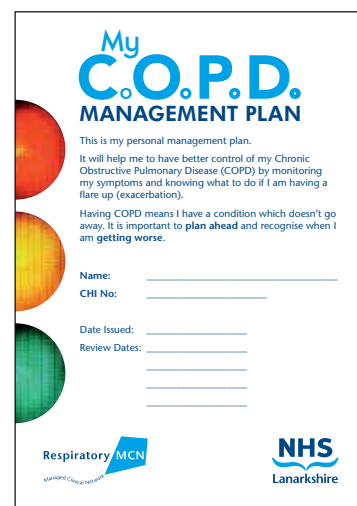 My
C.O.P.D.
MANAGEMENT PLAN
This is my personal management plan.
It will help me to have better control of my Chronic
Obstructive Pulmonary Disease (COPD) by monitoring
my symptoms and knowing what to do if I am having a
flare up (exacerbation).
Having COPD means I have a condition which doesn't go
away. It is important to plan ahead and recognise when I
am getting worse.
Name:
CHI No:
Date Issued:
Review Dates:
Respiratory MCN
Managed Clinical Network
NHS
Lanarkshire